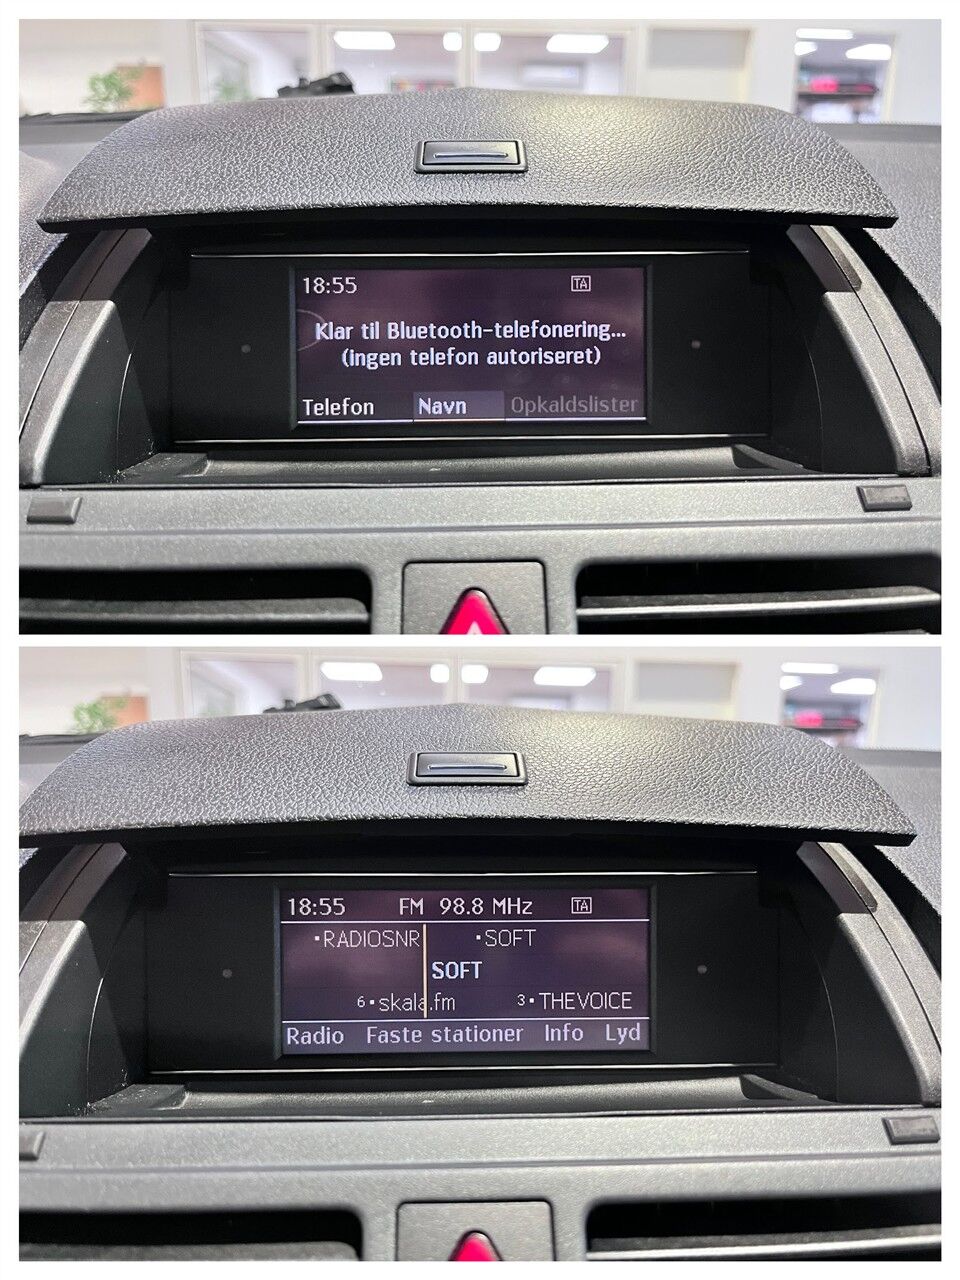 18:55 TA
Klar til Bluetooth-telefonering...
(ingen telefon autoriseret)
Telefon Navn Opkaldslister
18:55 FM 98.8 MHz TA
•RADIOSNR •SOFT
SOFT
6•skala.fm 3•THEVOICE
Radio Faste stationer Info Lyd